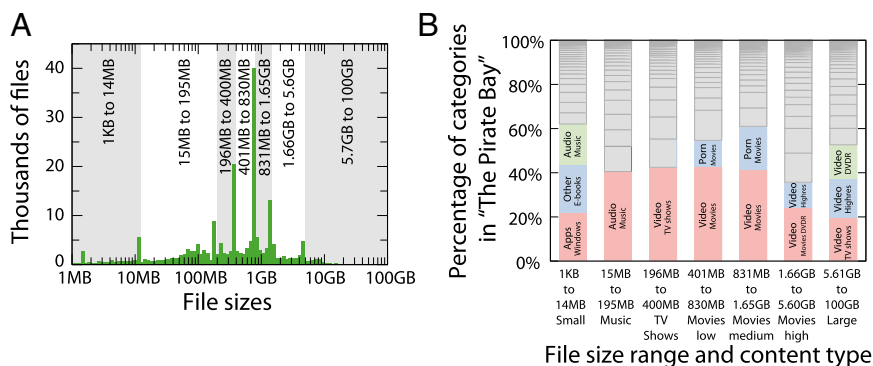 A
Thousands of files
40
30
20
10
0
1KB to 14MB
15MB to 195MB
196MB to 400MB
401MB to 830MB
831MB to 1.65GB
1.66GB to 5.6GB
5.7GB to 100GB
1MB 10MB 100MB 1GB 10GB 100GB
File sizes
B
Percentage of categories
in “The Pirate Bay”
100%
80%
60%
40%
20%
0%
Audio
Music
Other
E-books
Apps
Windows
Audio
Music
Video
TV shows
Porn
Movies
Video
Movies
Porn
Movies
Video
Movies
Video
Highres
Video
Movies DVDR
Video
DVDR
Video
Highres
Video
TV shows
1KB
to
14MB
Small
15MB
to
195MB
Music
196MB
to
400MB
TV
Shows
401MB
to
830MB
Movies
low
831MB
to
1.65GB
Movies
medium
1.66GB
to
5.60GB
Movies
high
5.61GB
to
100GB
Large
File size range and content type